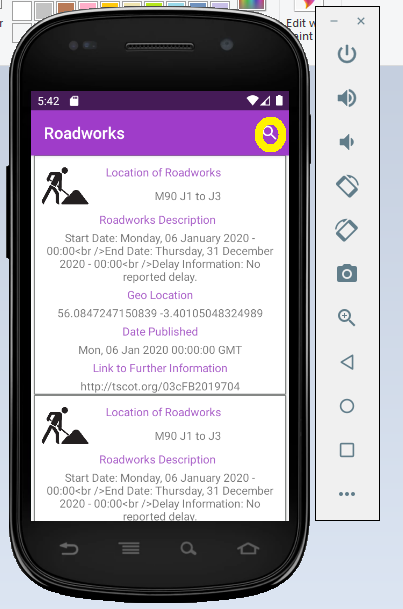 Edit w
aint
5:42
Roadworks
Location of Roadworks
M90 J1 to J3
Roadworks Description
Start Date: Monday, 06 January 2020 -
00:00<br />End Date: Thursday, 31 December
2020 - 00:00<br />Delay Information: No
reported delay.
Geo Location
56.0847247150839 -3.40105048324989
Date Published
Mon, 06 Jan 2020 00:00:00 GMT
Link to Further Information
http://tscot.org/03cFB2019704
Location of Roadworks
M90 J1 to J3
Roadworks Description
Start Date: Monday, 06 January 2020 -
00:00<br />End Date: Thursday, 31 December
2020 - 00:00<br />Delay Information: No
reported delay.